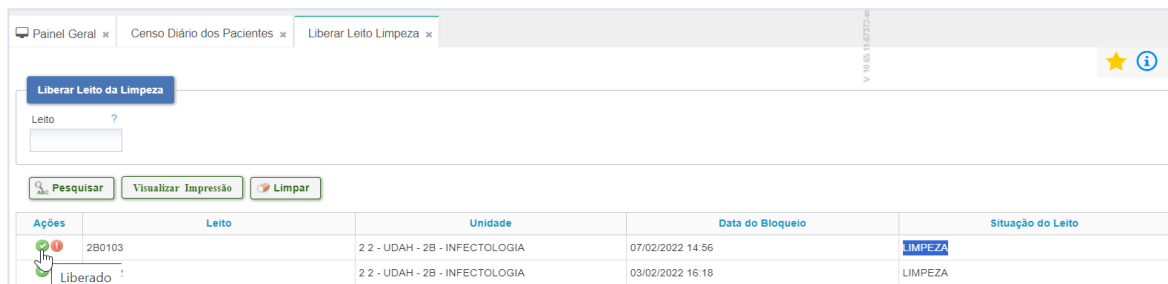 Painel Geral × Censo Diário dos Pacientes × Liberar Leito Limpeza ×
Liberar Leito da Limpeza
Leito ?
Pesquisar Visualizar Impressão Limpar
Ações Leito Unidade Data do Bloqueio Situação do Leito
2B0103 2 2 - UDAH - 2B - INFECTOLOGIA 07/02/2022 14:56 LIMPEZA
2 2 - UDAH - 2B - INFECTOLOGIA 03/02/2022 16:18 LIMPEZA
Liberado